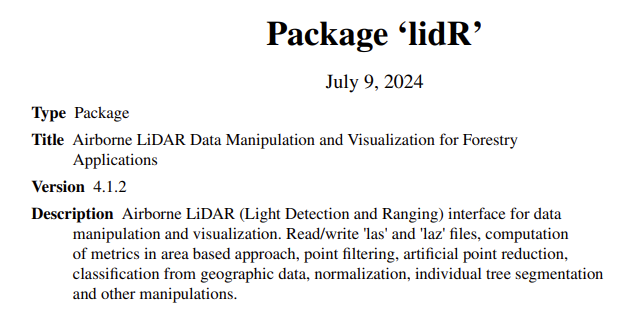 Package ‘lidR’
July 9, 2024
Type Package
Title Airborne LiDAR Data Manipulation and Visualization for Forestry
Applications
Version 4.1.2
Description Airborne LiDAR (Light Detection and Ranging) interface for data
manipulation and visualization. Read/write 'las' and 'laz' files, computation
of metrics in area based approach, point filtering, artificial point reduction,
classification from geographic data, normalization, individual tree segmentation
and other manipulations.